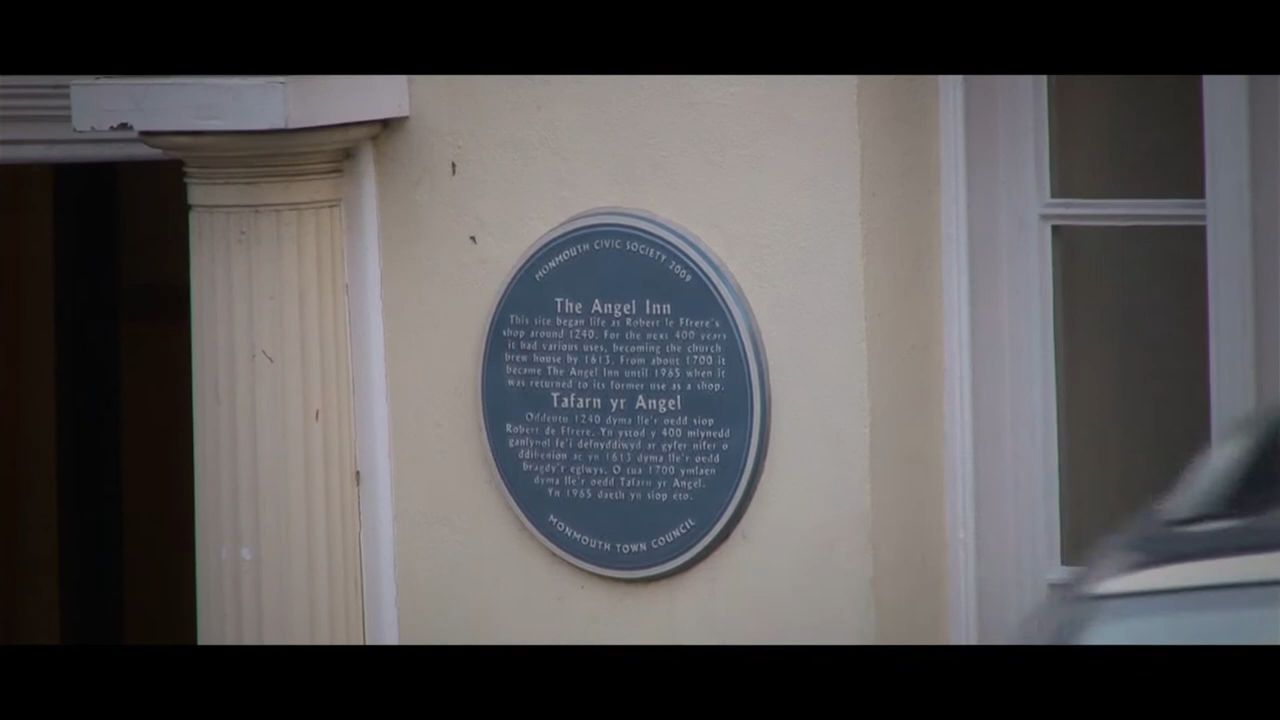 MONMOUTH CIVIC SOCIETY 2009
The Angel Inn
This site began life as Robert le Ffrere's
shop around 1240. For the next 400 years
it had various uses, becoming the church
brew house by 1613. From about 1700 it
became The Angel Inn until 1965 when it
was returned to its former use as a shop.
Tafarn yr Angel
Oddeutu 1240 dyma lle'r oedd siop
Robert de Ffrere. Yn ystod y 400 mlynedd
ganlynol fe'i defnyddiwyd ar gyfer nifer o
ddibenion ac yn 1613 dyma lle'r oedd
bragdy'r eglwys. O tua 1700 ymlaen
dyma lle'r oedd Tafarn yr Angel.
Yn 1965 daeth yn siop eto.
MONMOUTH TOWN COUNCIL